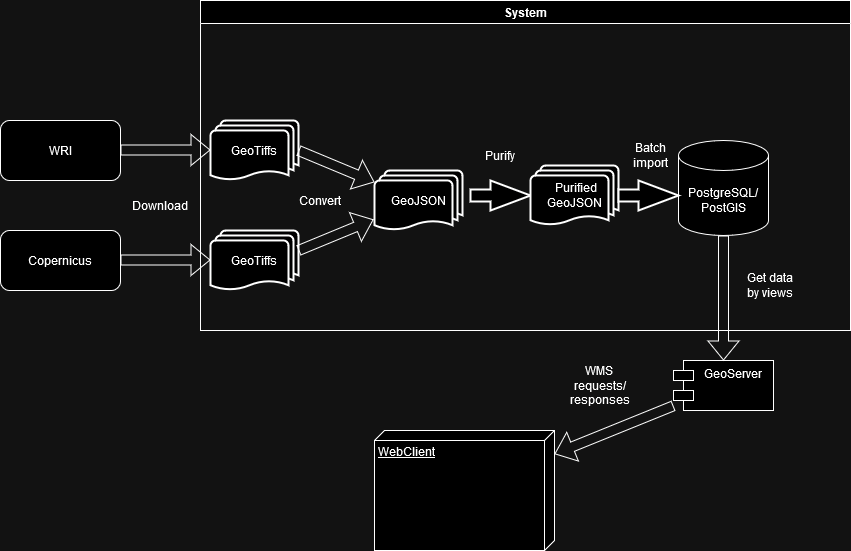 System
WRI
GeoTiffs
Download
Copernicus
GeoTiffs
Convert
GeoJSON
Purify
Purified
GeoJSON
Batch
import
PostgreSQL/
PostGIS
Get data
by views
GeoServer
WMS
requests/
responses
WebClient